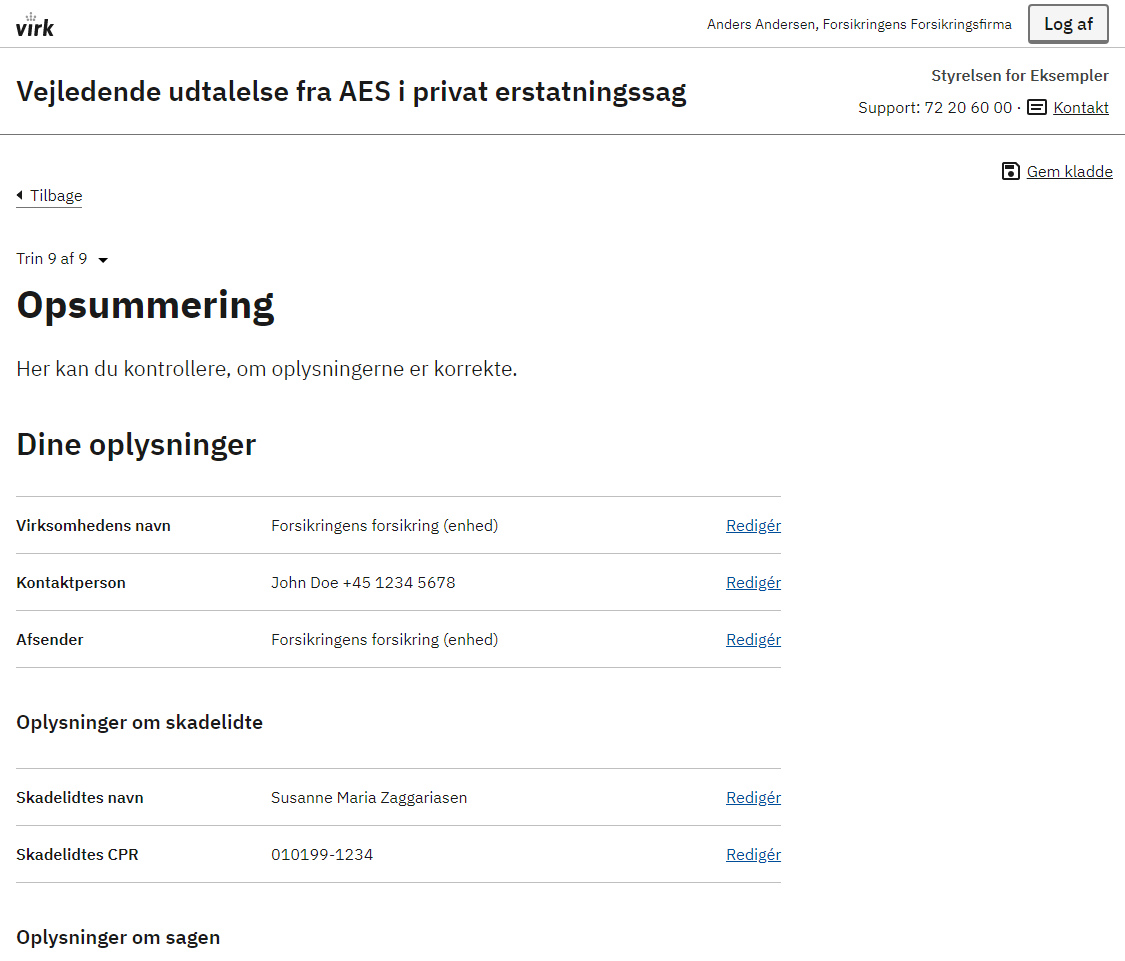 virk
Anders Andersen, Forsikringens Forsikringsfirma
Log af
Vejledende udtalelse fra AES i privat erstatningssag
Styrelsen for Eksempler
Support: 72 20 60 00 · Kontakt
Gem kladde
Tilbage
Trin 9 af 9
Opsummering
Her kan du kontrollere, om oplysningerne er korrekte.
Dine oplysninger
Virksomhedens navn Forsikringens forsikring (enhed) Redigér
Kontaktperson John Doe +45 1234 5678 Redigér
Afsender Forsikringens forsikring (enhed) Redigér
Oplysninger om skadelidte
Skadelidtes navn Susanne Maria Zaggariasen Redigér
Skadelidtes CPR 010199-1234 Redigér
Oplysninger om sagen